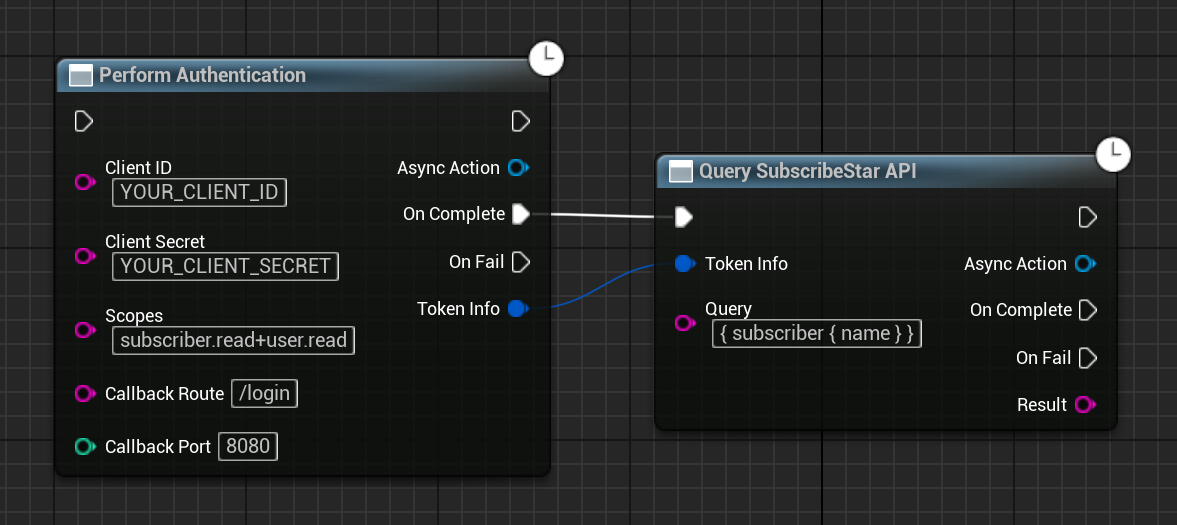 Perform Authentication
Async Action
Client ID
YOUR_CLIENT_ID
On Complete
Client Secret
YOUR_CLIENT_SECRET
On Fail
Token Info
Scopes
subscriber.read+user.read
Callback Route /login
Callback Port 8080
Query SubscribeStar API
Token Info
Async Action
Query
{ subscriber { name } }
On Complete
On Fail
Result